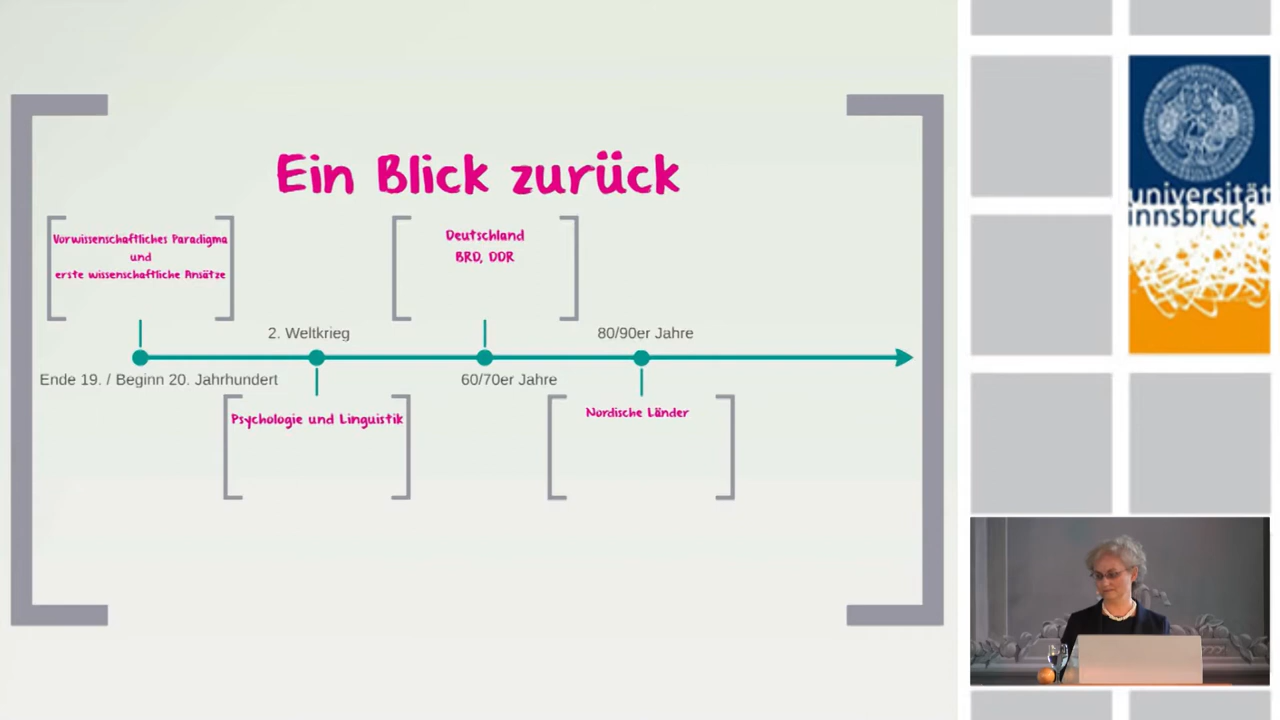 Ein Blick zurück
Vorwissenschaftliches Paradigma
und
erste wissenschaftliche Ansätze
Deutschland
BRD, DDR
2. Weltkrieg
80/90er Jahre
Ende 19. / Beginn 20. Jahrhundert
60/70er Jahre
Psychologie und Linguistik
Nordische Länder
universität
innsbruck